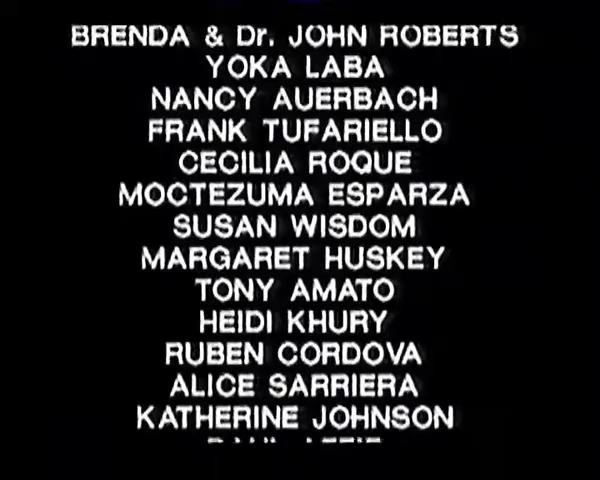 BRENDA & Dr. JOHN ROBERTS
YOKA LABA
NANCY AUERBACH
FRANK TUFARIELLO
CECILIA ROQUE
MOCTEZUMA ESPARZA
SUSAN WISDOM
MARGARET HUSKEY
TONY AMATO
HEIDI KHURY
RUBEN CORDOVA
ALICE SARRIERA
KATHERINE JOHNSON